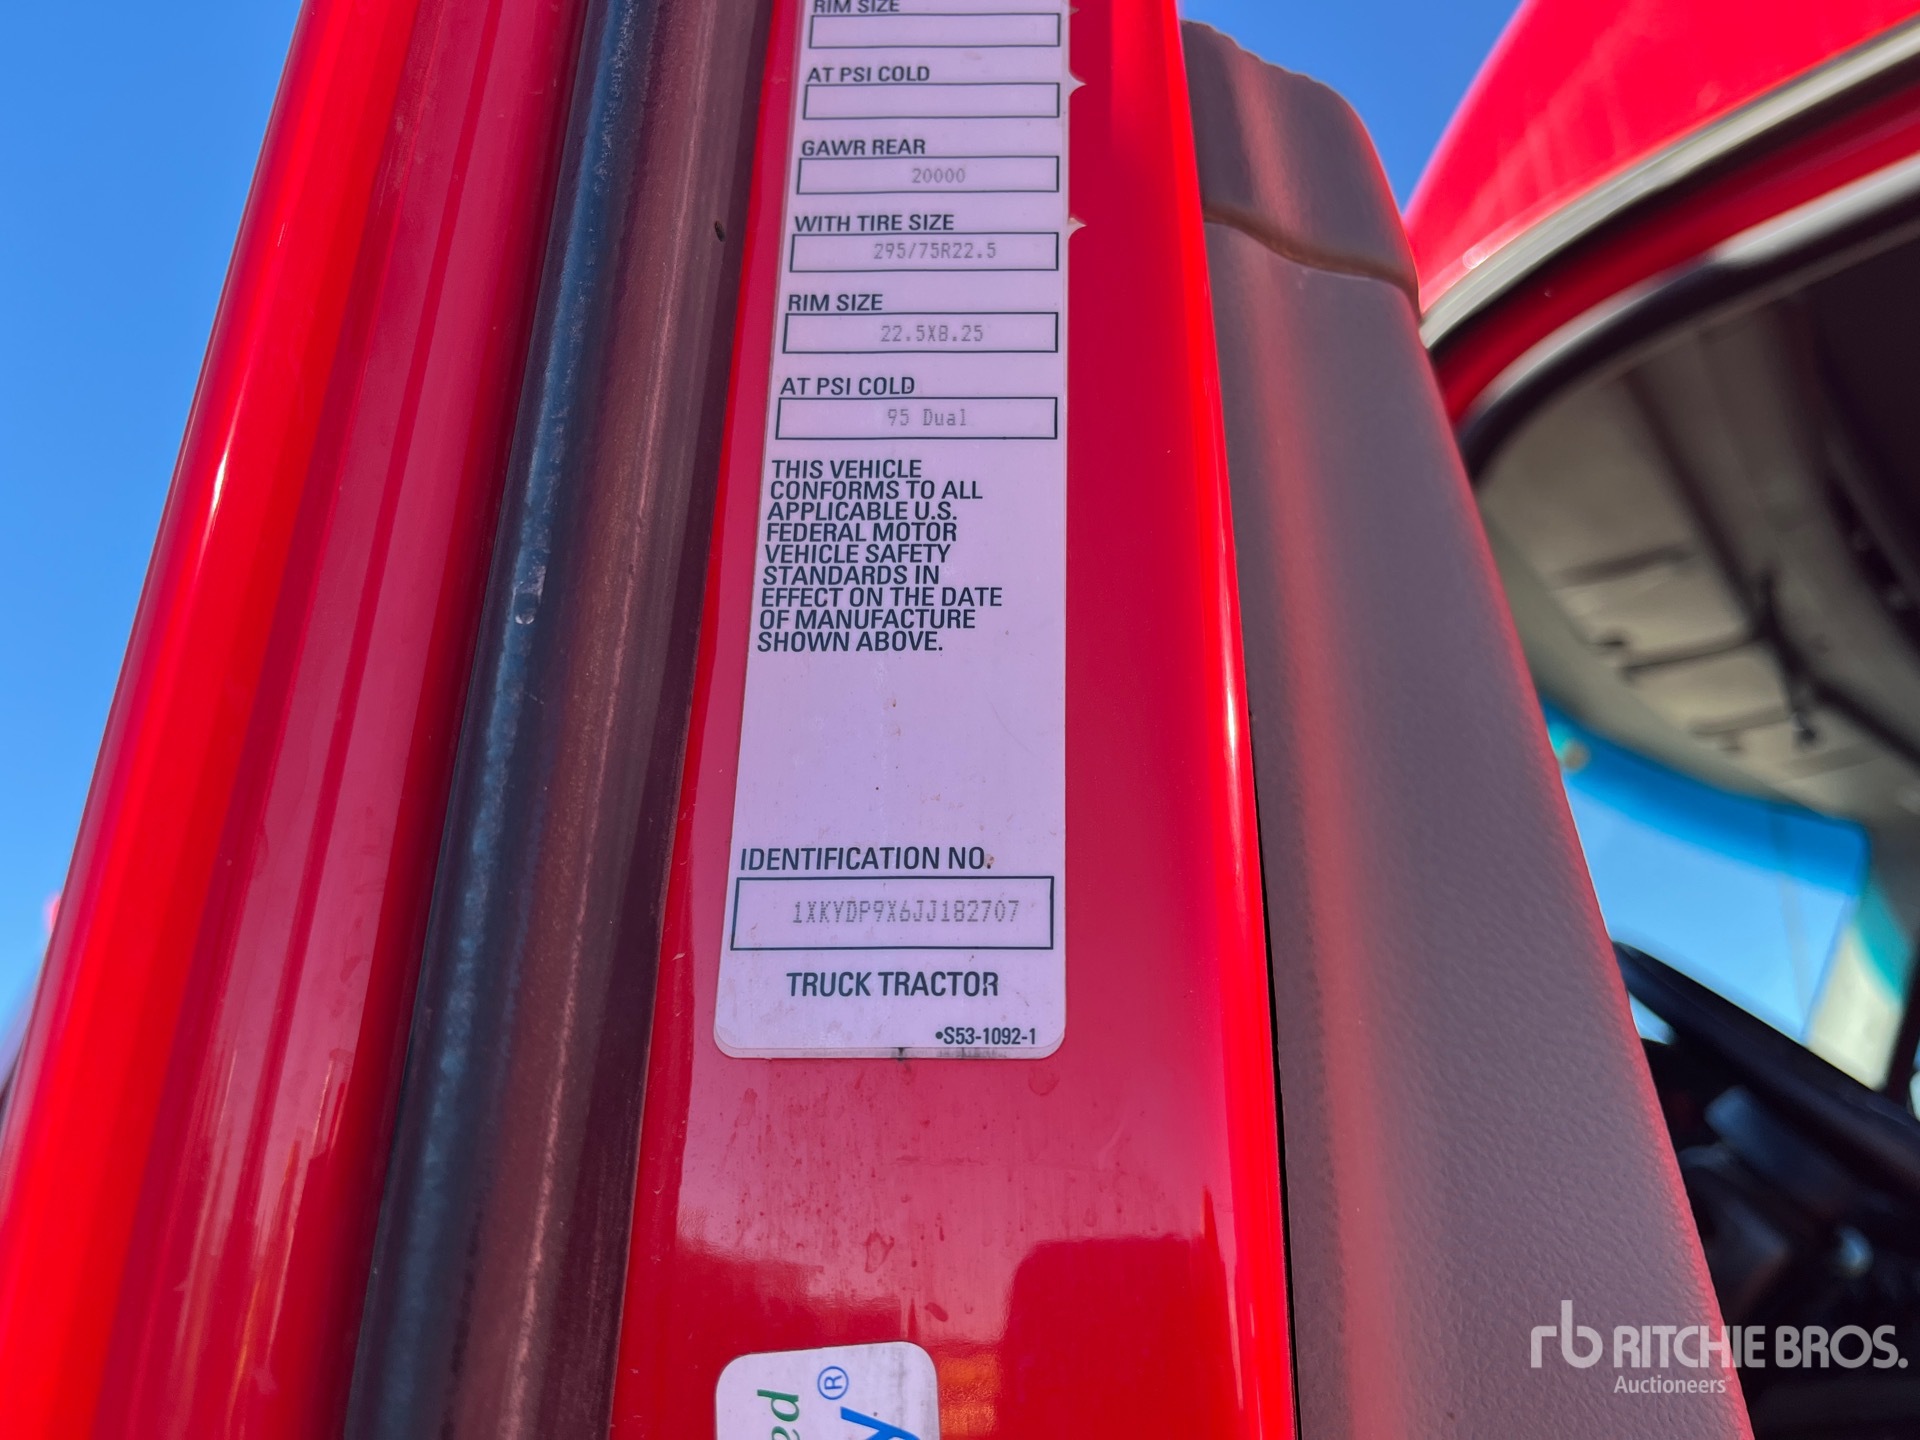 RIM SIZE
AT PSI COLD
GAWR REAR
20000
WITH TIRE SIZE
295/75R22.5
RIM SIZE
22.5X8.25
AT PSI COLD
95 Dual
THIS VEHICLE
CONFORMS TO ALL
APPLICABLE U.S.
FEDERAL MOTOR
VEHICLE SAFETY
STANDARDS IN
EFFECT ON THE DATE
OF MANUFACTURE
SHOWN ABOVE.
IDENTIFICATION NO.
1XKYDP9X6JJ182707
TRUCK TRACTOR
•S53-1092-1
rb RITCHIE BROS.
Auctioneers